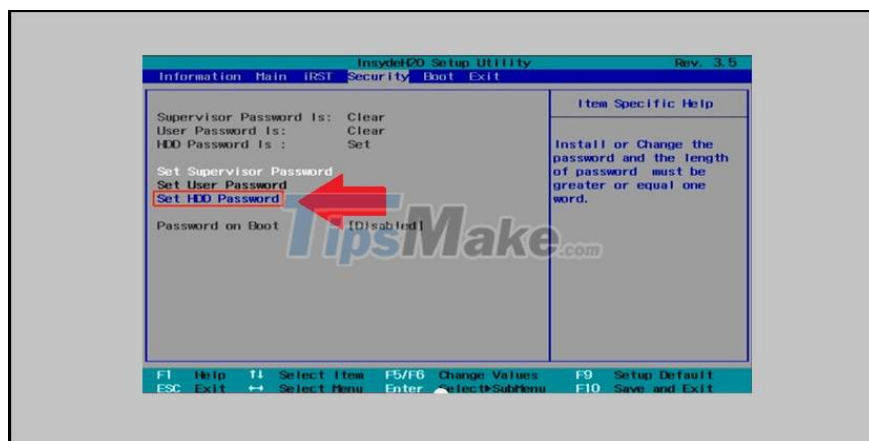 InsydeH20 Setup Utility Rev. 3.5
Information Main iRST Security Boot Exit
Item Specific Help
Supervisor Password Is: Clear
User Password Is: Clear
HDD Password Is : Set
Set Supervisor Password
Set User Password
Set HDD Password
Password on Boot [Disabled]
Install or Change the
password and the length
of password must be
greater or equal one
word.
TipsMake.com
F1 Help ↑↓ Select Item F5/F6 Change Values F9 Setup Default
ESC Exit ↔ Select Menu Enter Select▶SubMenu F10 Save and Exit